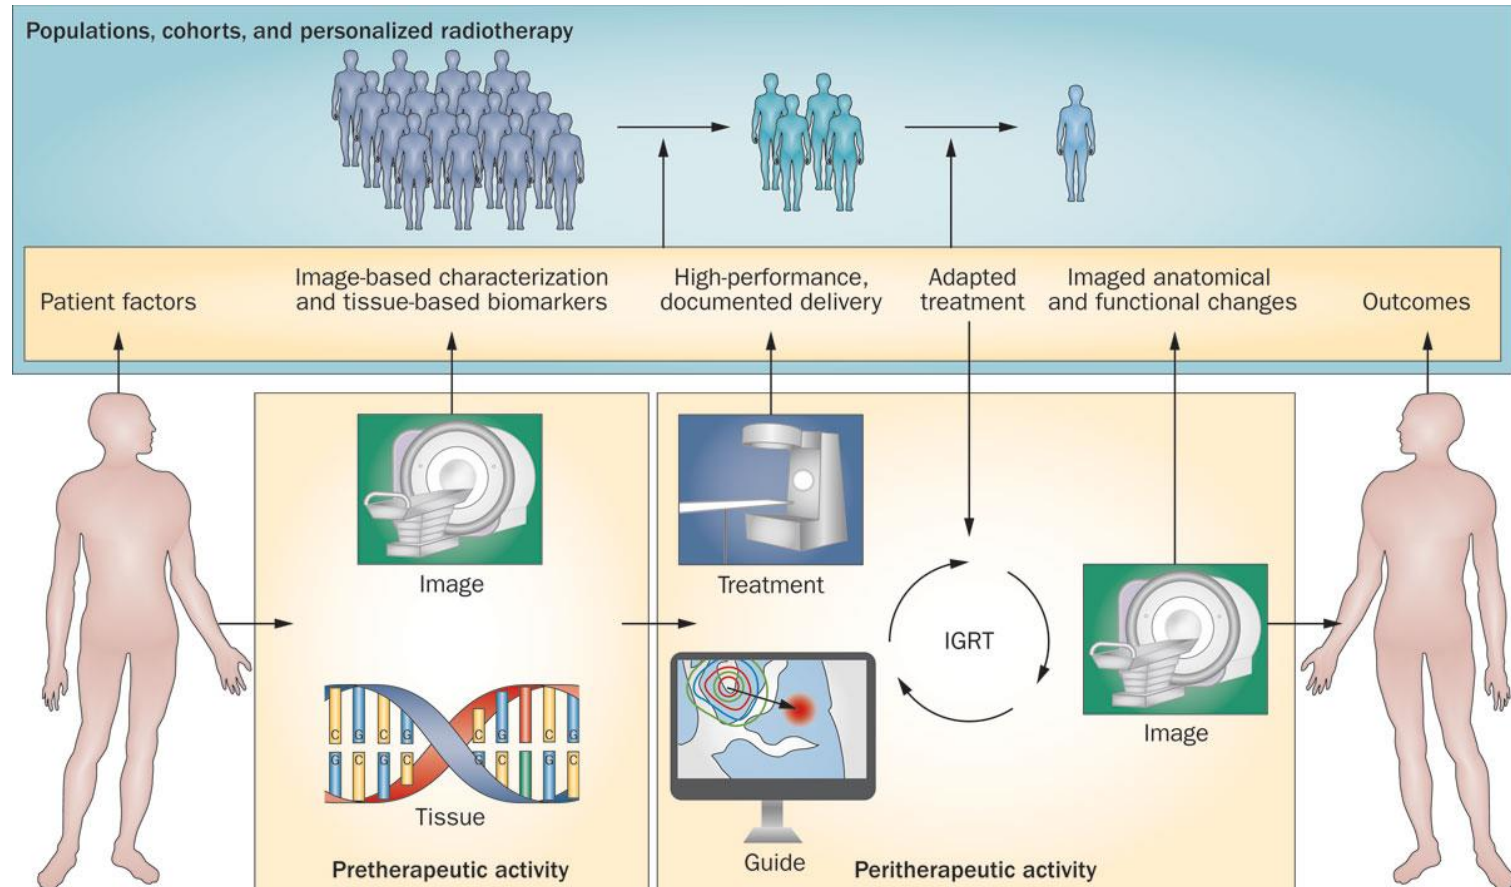 Populations, cohorts, and personalized radiotherapy
Patient factors
Image-based characterization
and tissue-based biomarkers
High-performance,
documented delivery
Adapted
treatment
Imaged anatomical
and functional changes
Outcomes
Image
Treatment
IGRT
Image
C G C G C G
G C G C G C
Tissue
Guide
Pretherapeutic activity
Peritherapeutic activity